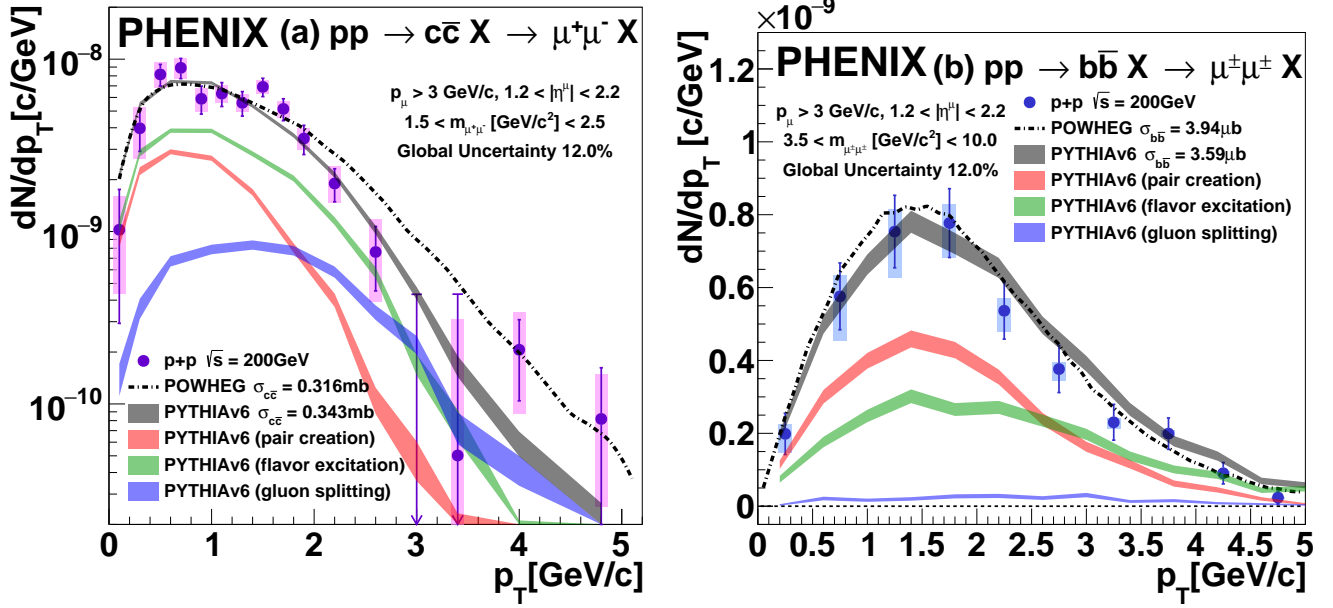 PHENIX (a) pp → cc̅ X → μ⁺μ⁻ X
p_μ > 3 GeV/c, 1.2 < |η^μ| < 2.2
1.5 < m_μ⁺μ⁻ [GeV/c²] < 2.5
Global Uncertainty 12.0%
dN/dp_T [c/GeV]
10⁻⁸
10⁻⁹
10⁻¹⁰
p+p √s = 200GeV
POWHEG σ_cc̅ = 0.316mb
PYTHIAv6 σ_cc̅ = 0.343mb
PYTHIAv6 (pair creation)
PYTHIAv6 (flavor excitation)
PYTHIAv6 (gluon splitting)
0 1 2 3 4 5
p_T[GeV/c]
×10⁻⁹
PHENIX (b) pp → bb̅ X → μ^±μ^± X
p_μ > 3 GeV/c, 1.2 < |η^μ| < 2.2
3.5 < m_μ^±μ^± [GeV/c²] < 10.0
Global Uncertainty 12.0%
p+p √s = 200GeV
POWHEG σ_bb̅ = 3.94μb
PYTHIAv6 σ_bb̅ = 3.59μb
PYTHIAv6 (pair creation)
PYTHIAv6 (flavor excitation)
PYTHIAv6 (gluon splitting)
dN/dp_T [c/GeV]
1.2
1
0.8
0.6
0.4
0.2
0
0 0.5 1 1.5 2 2.5 3 3.5 4 4.5 5
p_T[GeV/c]